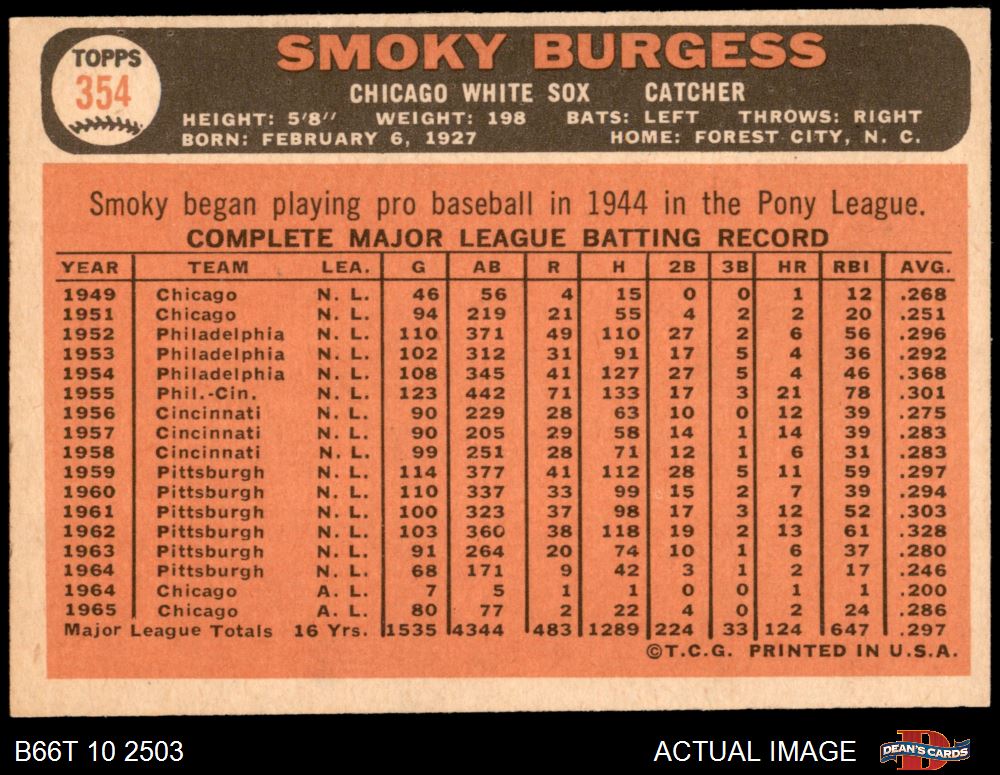 TOPPS
354
SMOKY BURGESS
CHICAGO WHITE SOX CATCHER
HEIGHT: 5'8" WEIGHT: 198 BATS: LEFT THROWS: RIGHT
BORN: FEBRUARY 6, 1927 HOME: FOREST CITY, N. C.
Smoky began playing pro baseball in 1944 in the Pony League.
COMPLETE MAJOR LEAGUE BATTING RECORD
YEAR TEAM LEA. G AB R H 2B 3B HR RBI AVG.
1949 Chicago N. L. 46 56 4 15 0 0 1 12 .268
1951 Chicago N. L. 94 219 21 55 4 2 2 20 .251
1952 Philadelphia N. L. 110 371 49 110 27 2 6 56 .296
1953 Philadelphia N. L. 102 312 31 91 17 5 4 36 .292
1954 Philadelphia N. L. 108 345 41 127 27 5 4 46 .368
1955 Phil.-Cin. N. L. 123 442 71 133 17 3 21 78 .301
1956 Cincinnati N. L. 90 229 28 63 10 0 12 39 .275
1957 Cincinnati N. L. 90 205 29 58 14 1 14 39 .283
1958 Cincinnati N. L. 99 251 28 71 12 1 6 31 .283
1959 Pittsburgh N. L. 114 377 41 112 28 5 11 59 .297
1960 Pittsburgh N. L. 110 337 33 99 15 2 7 39 .294
1961 Pittsburgh N. L. 100 323 37 98 17 3 12 52 .303
1962 Pittsburgh N. L. 103 360 38 118 19 2 13 61 .328
1963 Pittsburgh N. L. 91 264 20 74 10 1 6 37 .280
1964 Pittsburgh N. L. 68 171 9 42 3 1 2 17 .246
1964 Chicago A. L. 7 5 1 1 0 0 1 1 .200
1965 Chicago A. L. 80 77 2 22 4 0 2 24 .286
Major League Totals 16 Yrs. 1535 4344 483 1289 224 33 124 647 .297
©T.C.G. PRINTED IN U.S.A.
B66T 10 2503 ACTUAL IMAGE
DEAN'S CARDS